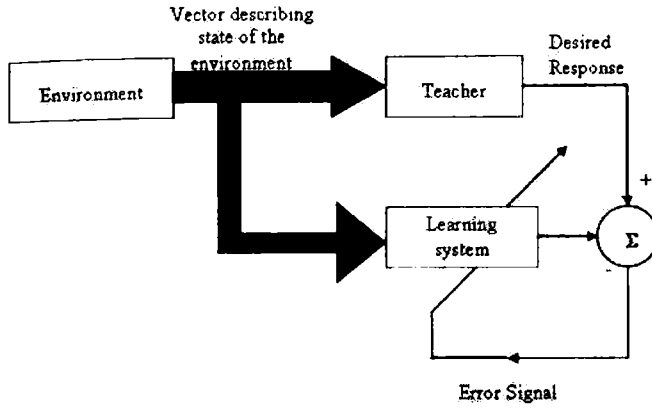 Vector describing
state of the
environment
Desired
Response
Environment
Teacher
+
Learning
system
Σ
-
Error Signal